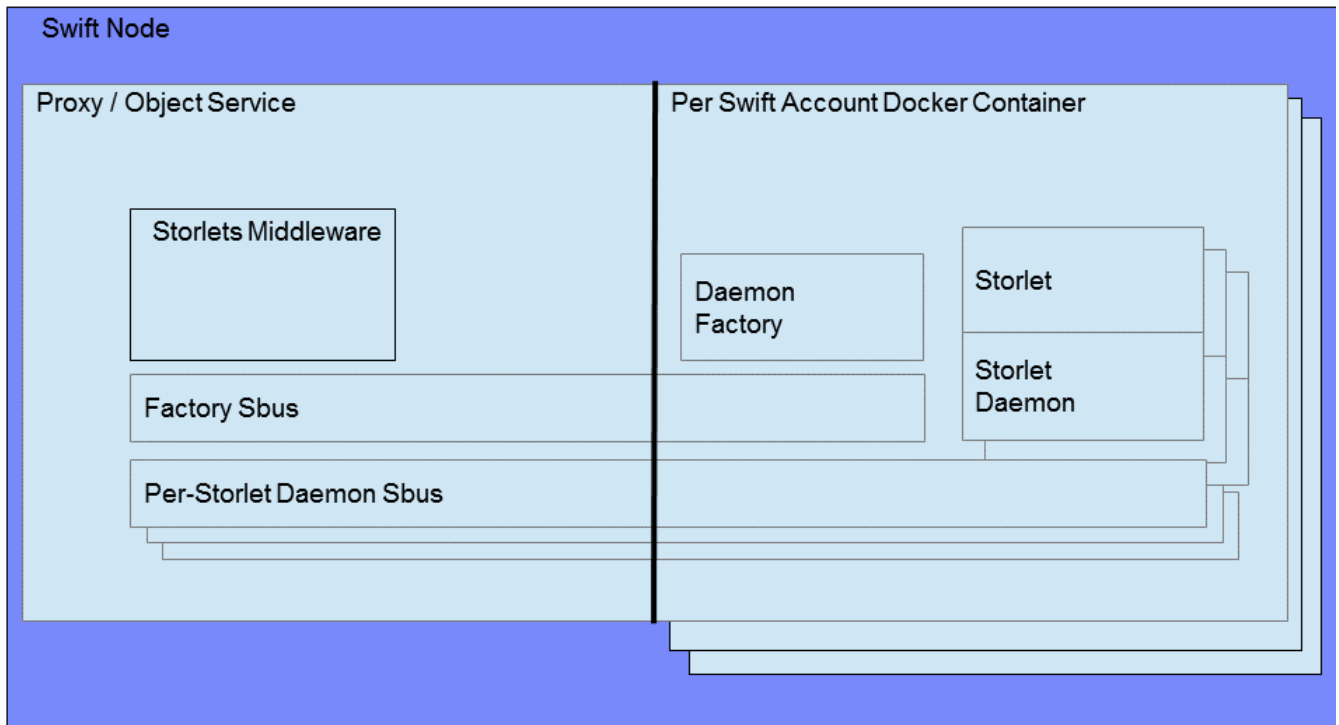 Swift Node
Proxy / Object Service
Per Swift Account Docker Container
Storlets Middleware
Daemon
Factory
Storlet
Storlet
Daemon
Factory Sbus
Per-Storlet Daemon Sbus